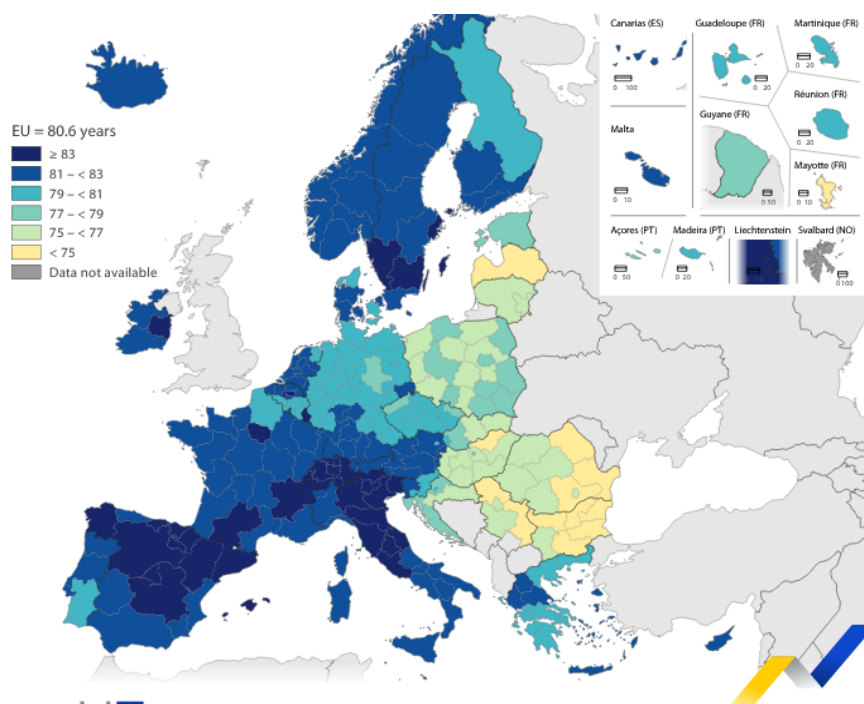 EU = 80.6 years
≥ 83
81 – < 83
79 – < 81
77 – < 79
75 – < 77
< 75
Data not available
Canarias (ES)
0 100
Guadeloupe (FR)
0 20
Martinique (FR)
0 20
Réunion (FR)
0 20
Guyane (FR)
0 50
Malta
0 10
Mayotte (FR)
0 10
Açores (PT)
0 50
Madeira (PT)
0 20
Liechtenstein
Svalbard (NO)
0 100